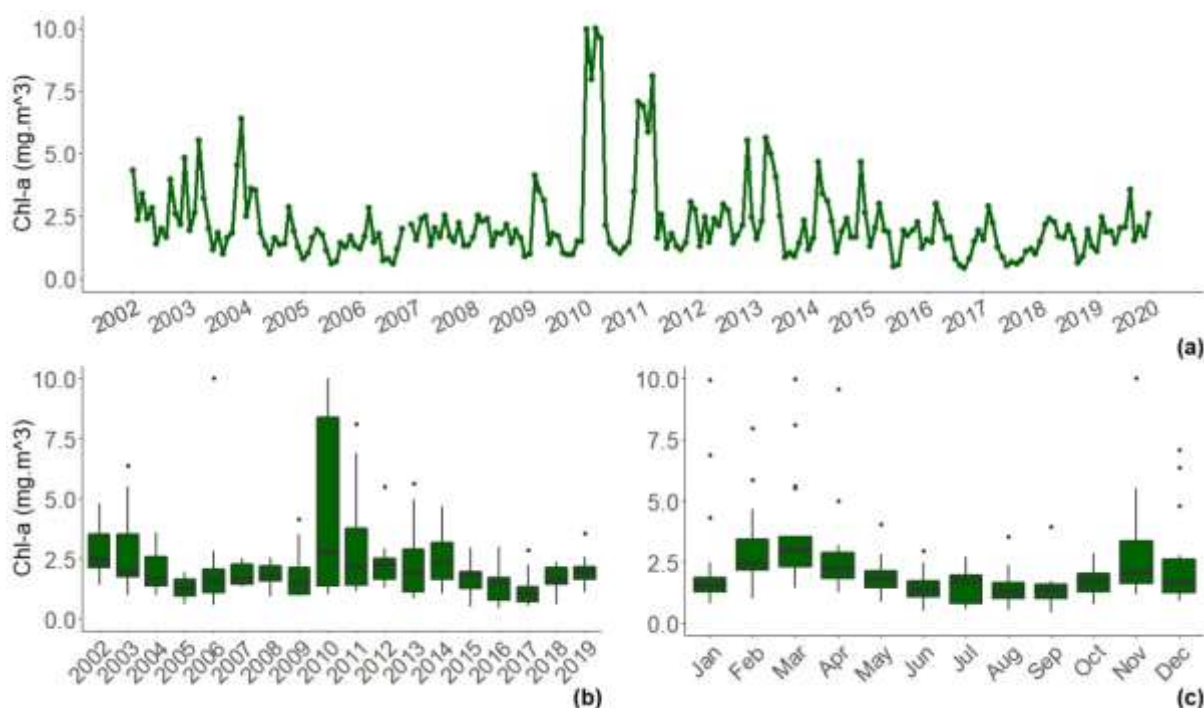 10.0
7.5
5.0
2.5
0.0
Chl-a (mg.m^3)
2002 2003 2004 2005 2006 2007 2008 2009 2010 2011 2012 2013 2014 2015 2016 2017 2018 2019 2020
(a)
10.0
7.5
5.0
2.5
0.0
Chl-a (mg.m^3)
2002 2003 2004 2005 2006 2007 2008 2009 2010 2011 2012 2013 2014 2015 2016 2017 2018 2019
(b)
10.0
7.5
5.0
2.5
0.0
Jan Feb Mar Apr May Jun Jul Aug Sep Oct Nov Dec
(c)